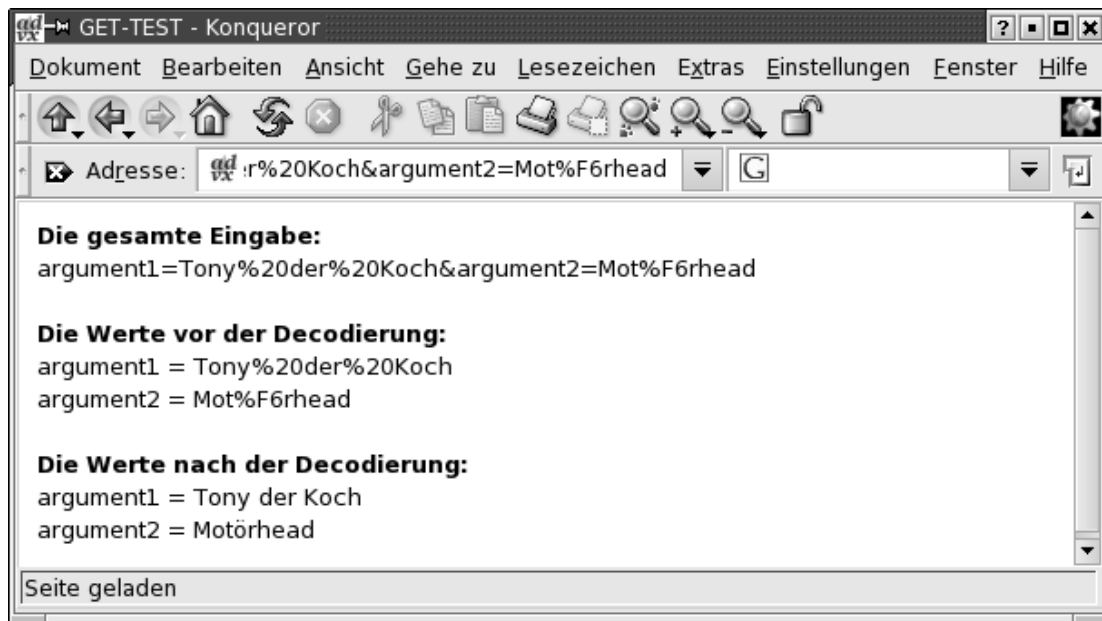 GET-TEST - Konqueror
Dokument Bearbeiten Ansicht Gehe zu Lesezeichen Extras Einstellungen Fenster Hilfe
Adresse: r%20Koch&argument2=Mot%F6rhead G
Die gesamte Eingabe:
argument1=Tony%20der%20Koch&argument2=Mot%F6rhead
Die Werte vor der Decodierung:
argument1 = Tony%20der%20Koch
argument2 = Mot%F6rhead
Die Werte nach der Decodierung:
argument1 = Tony der Koch
argument2 = Motörhead
Seite geladen